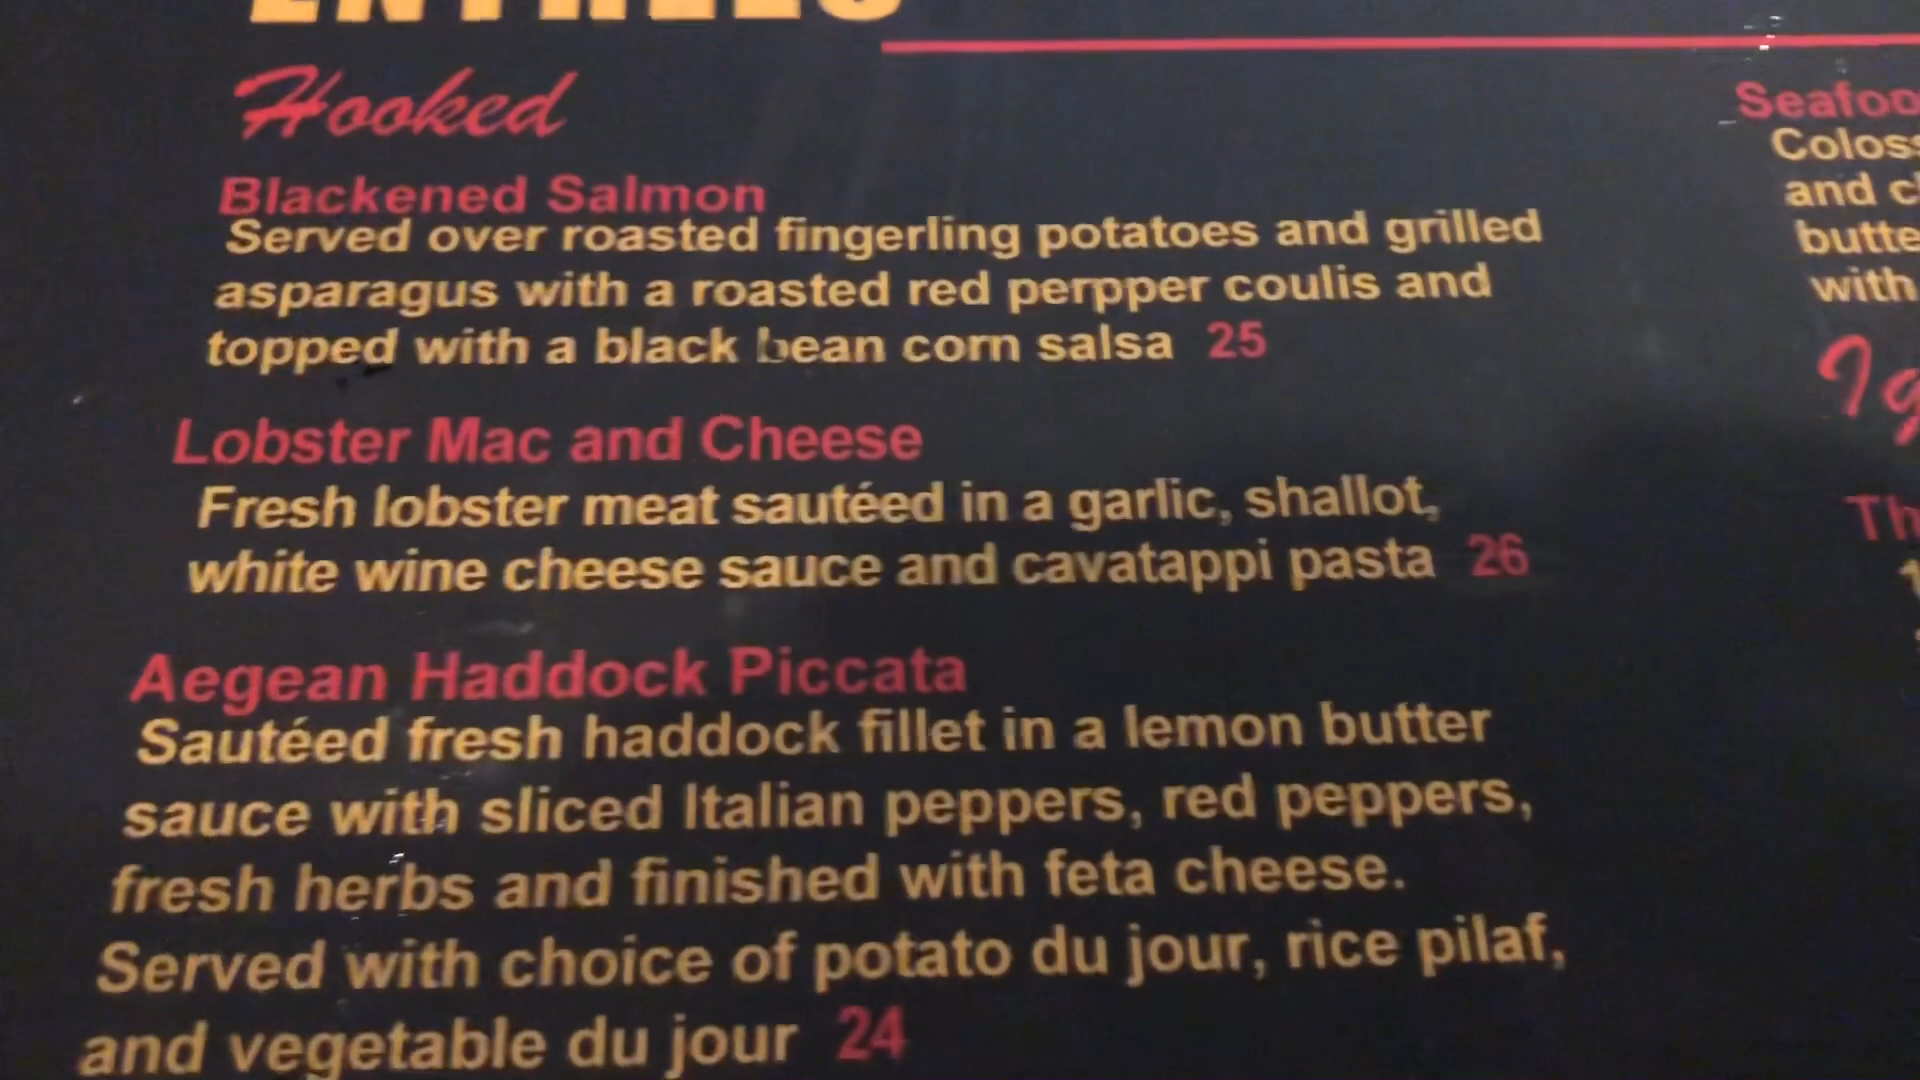 ENTREES
Hooked
Blackened Salmon
Served over roasted fingerling potatoes and grilled
asparagus with a roasted red perpper coulis and
topped with a black bean corn salsa 25
Lobster Mac and Cheese
Fresh lobster meat sautéed in a garlic, shallot,
white wine cheese sauce and cavatappi pasta 26
Aegean Haddock Piccata
Sautéed fresh haddock fillet in a lemon butter
sauce with sliced Italian peppers, red peppers,
fresh herbs and finished with feta cheese.
Served with choice of potato du jour, rice pilaf,
and vegetable du jour 24
and
with